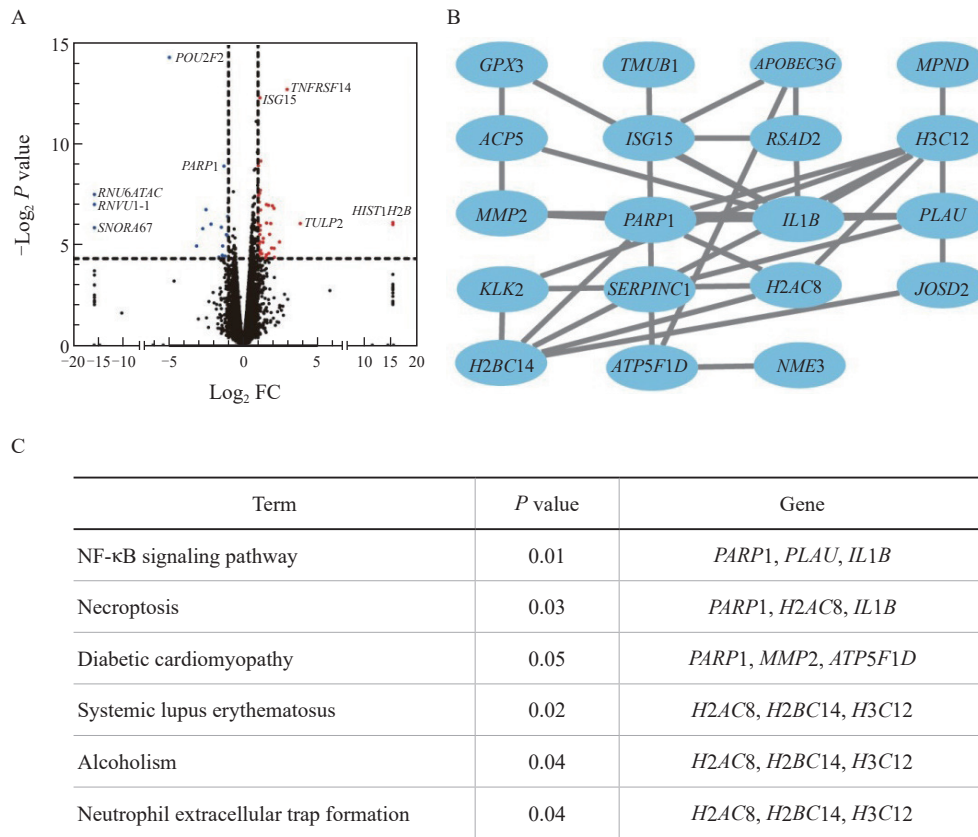 A
15
11
10
5
0
−Log₂ P value
−20 −15 −10 −5 0 5 10 15 20
Log₂ FC
POU2F2
TNFRSF14
ISG15
PARP1
RNU6ATAC
RNVU1-1
SNORA67
HIST1H2B
TULP2
B
GPX3 TMUB1 APOBEC3G MPND
ACP5 ISG15 RSAD2 H3C12
MMP2 PARP1 IL1B PLAU
KLK2 SERPINC1 H2AC8 JOSD2
H2BC14 ATP5F1D NME3
C
Term P value Gene
NF-κB signaling pathway 0.01 PARP1, PLAU, IL1B
Necroptosis 0.03 PARP1, H2AC8, IL1B
Diabetic cardiomyopathy 0.05 PARP1, MMP2, ATP5F1D
Systemic lupus erythematosus 0.02 H2AC8, H2BC14, H3C12
Alcoholism 0.04 H2AC8, H2BC14, H3C12
Neutrophil extracellular trap formation 0.04 H2AC8, H2BC14, H3C12